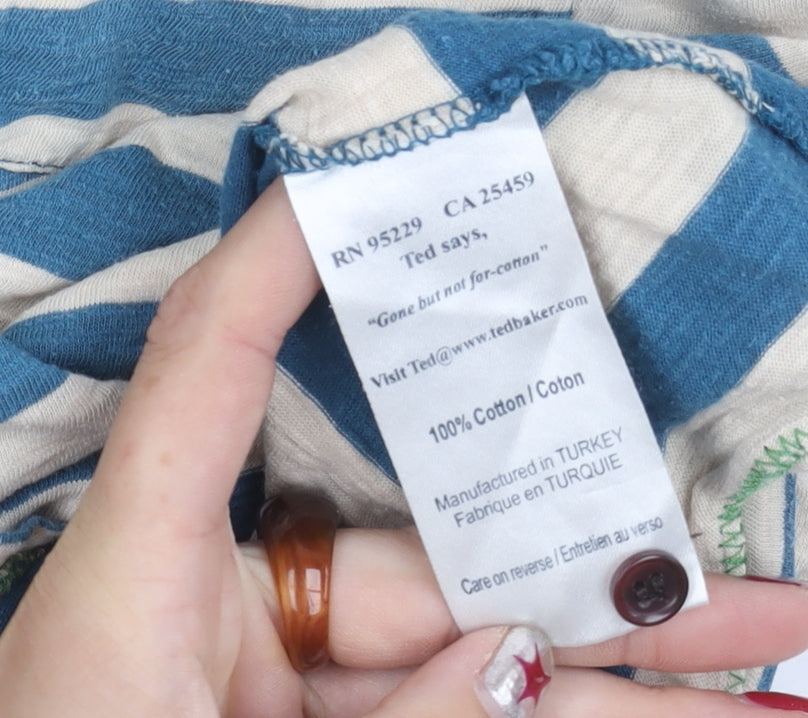 RN 95229 CA 25459
Ted says,
"Gone but not for-cotton"
Visit Ted@www.tedbaker.com
100% Cotton / Coton
Manufactured in TURKEY
Fabrique en TURQUIE
Care on reverse / Entretien au verso